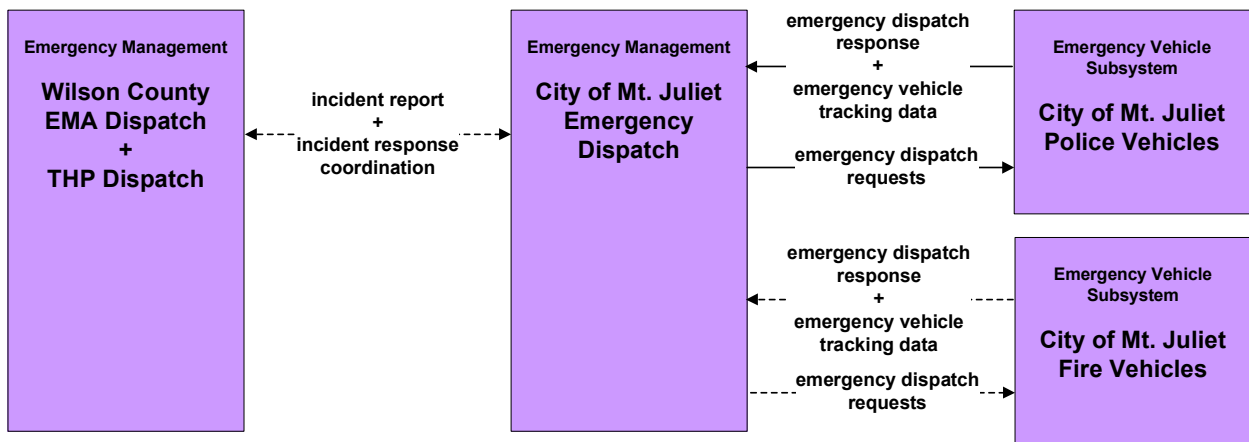 Emergency Management
Wilson County
EMA Dispatch
+
THP Dispatch
incident report
+
incident response
coordination
Emergency Management
City of Mt. Juliet
Emergency
Dispatch
emergency dispatch
response
+
emergency vehicle
tracking data
emergency dispatch
requests
Emergency Vehicle
Subsystem
City of Mt. Juliet
Police Vehicles
emergency dispatch
response
+
emergency vehicle
tracking data
emergency dispatch
requests
Emergency Vehicle
Subsystem
City of Mt. Juliet
Fire Vehicles